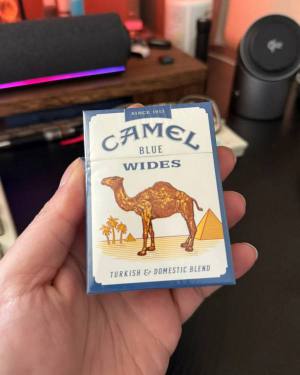 SINCE 1913
CAMEL
BLUE
WIDES
TURKISH & DOMESTIC BLEND